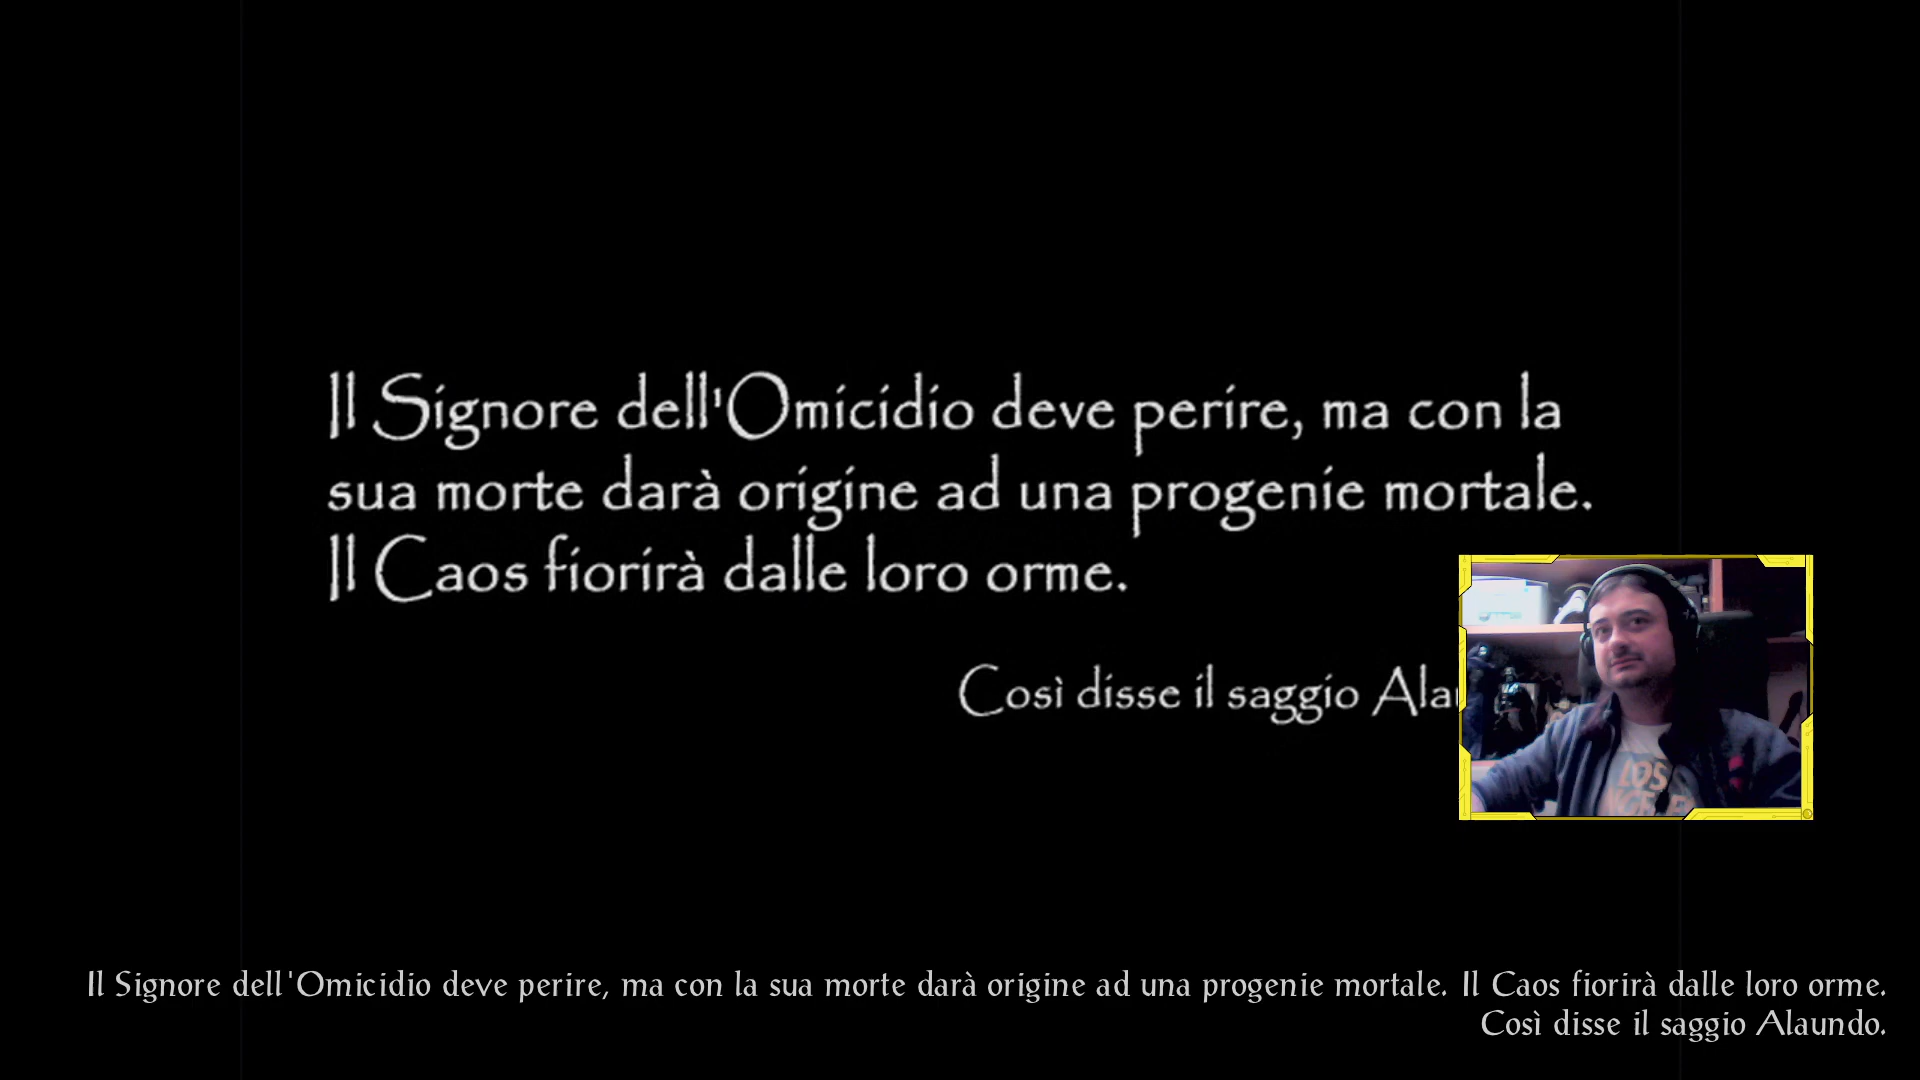 Il Signore dell'Omicidio deve perire, ma con la
sua morte darà origine ad una progenie mortale.
Il Caos fiorirà dalle loro orme.
Così disse il saggio
LOS
Il Signore dell'Omicidio deve perire, ma con la sua morte darà origine ad una progenie mortale. Il Caos fiorirà dalle loro orme.
Così disse il saggio Alaundo.